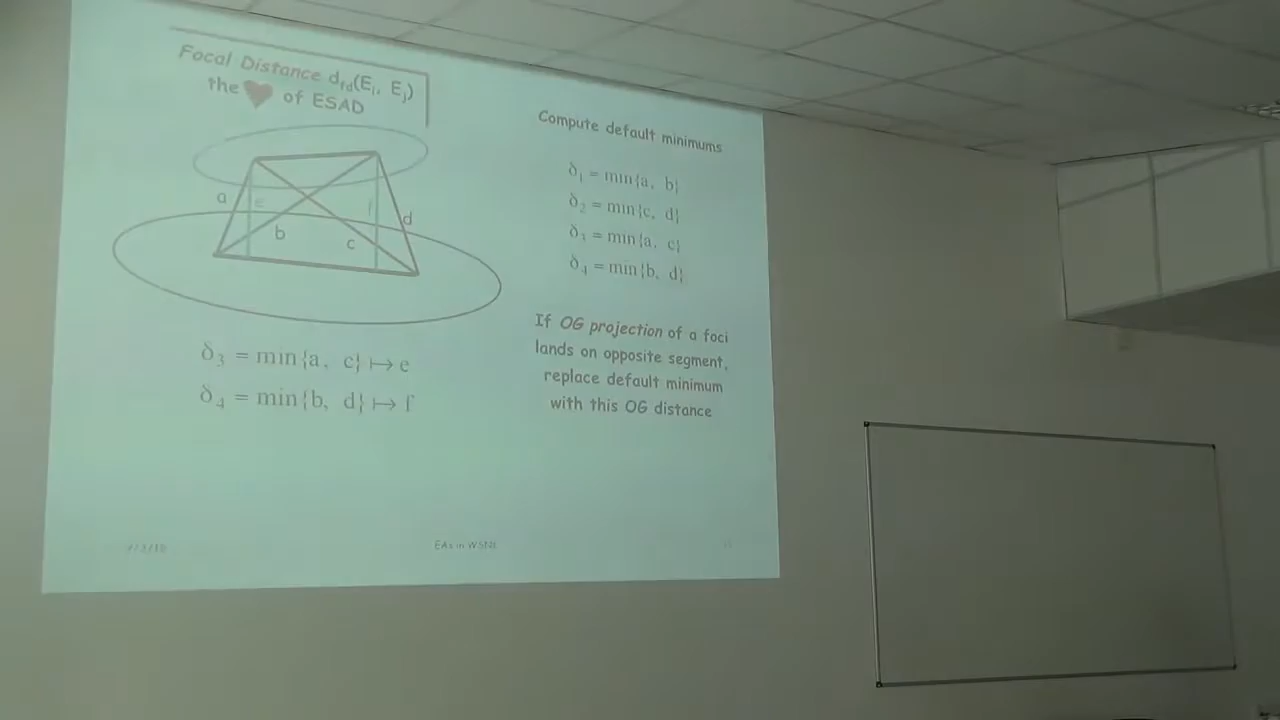 Focal Distance d_fd(E_i, E_j)
the ♥ of ESAD
a
e
b
c
f
d
δ₃ = min{a, c} ↦ e
δ₄ = min{b, d} ↦ f
Compute default minimums
δ₁ = min{a, b}
δ₂ = min{c, d}
δ₃ = min{a, c}
δ₄ = min{b, d}
If OG projection of a foci
lands on opposite segment,
replace default minimum
with this OG distance
EAs in WSNL